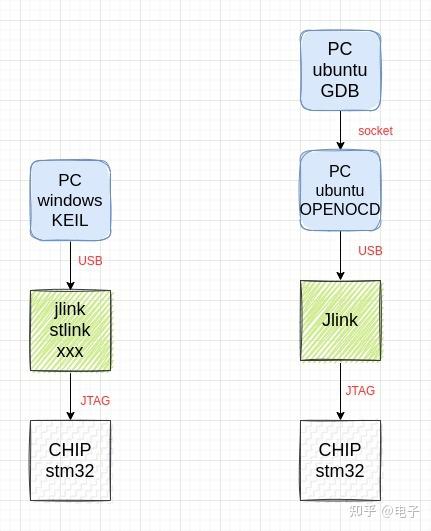 PC
windows
KEIL
USB
jlink
stlink
xxx
JTAG
CHIP
stm32
PC
ubuntu
GDB
socket
PC
ubuntu
OPENOCD
USB
Jlink
JTAG
CHIP
stm32
知乎 @电子